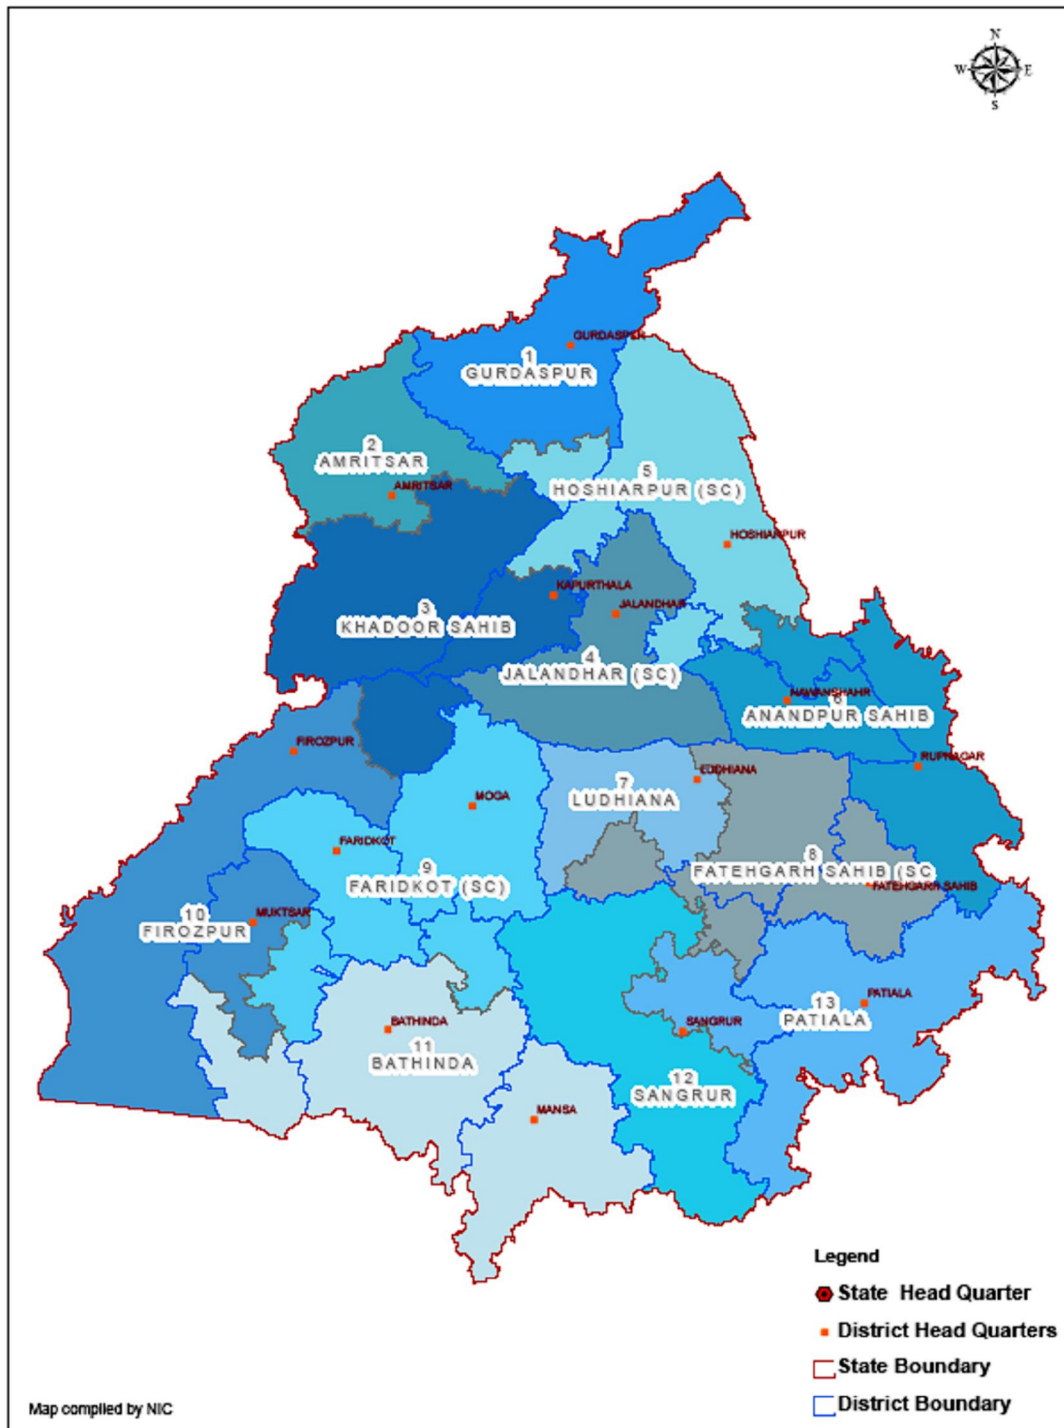 N
W E
S
GURDASPUR
1
GURDASPUR
2
AMRITSAR
AMRITSAR
5
HOSHIARPUR (SC)
HOSHIARPUR
KAPURTHALA
JALANDHAR
3
KHADOOR SAHIB
4
JALANDHAR (SC)
NAWANSHAHR
6
ANANDPUR SAHIB
FIROZPUR
RUPNAGAR
LUDHIANA
7
LUDHIANA
MOGA
FARIDKOT
9
FARIDKOT (SC)
8
FATEHGARH SAHIB (SC
FATEHGARH SAHIB
10
FIROZPUR
MUKTSAR
PATIALA
13
PATIALA
BATHINDA
11
BATHINDA
SANGRUR
12
SANGRUR
MANSA
Legend
State Head Quarter
District Head Quarters
State Boundary
District Boundary
Map compiled by NIC